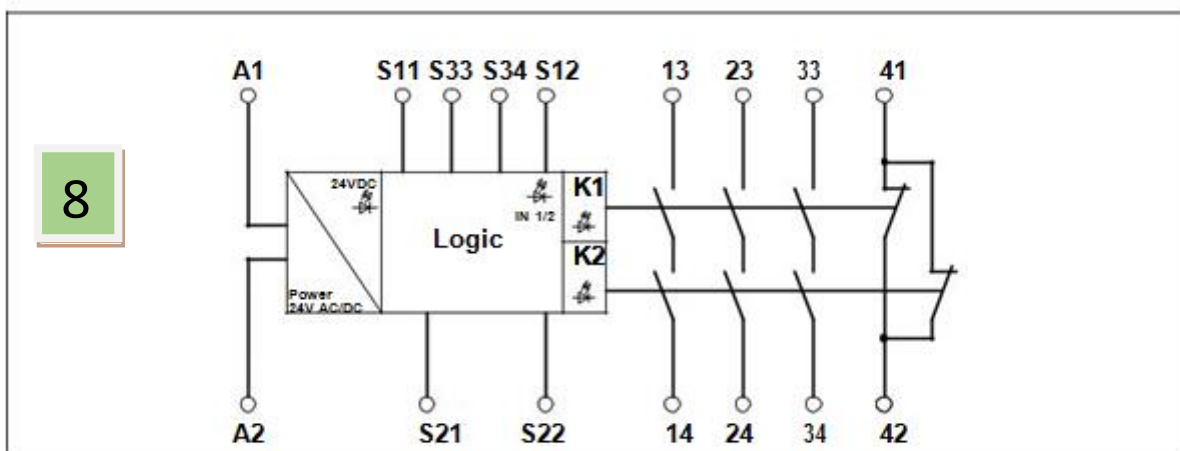 A1 S11 S33 S34 S12 13 23 33 41
8
24VDC
K1
IN 1/2
Logic
K2
Power
24V AC/DC
A2 S21 S22 14 24 34 42